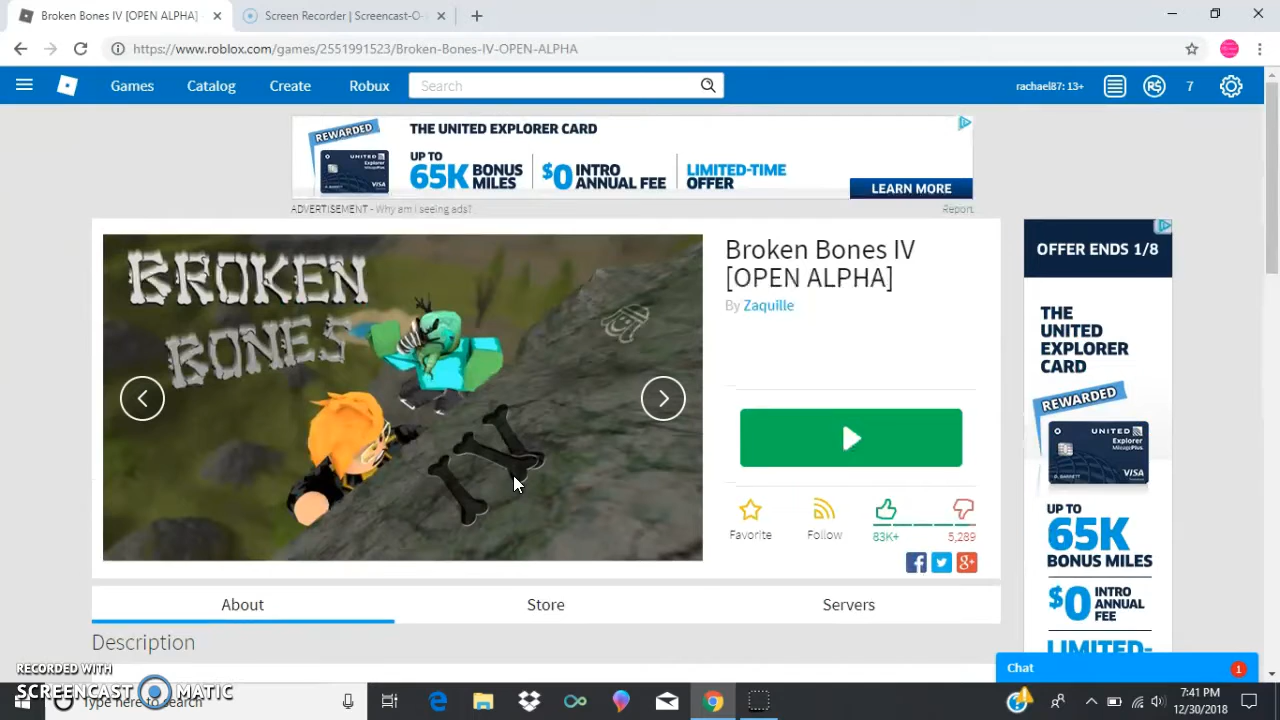 Broken Bones IV [OPEN ALPHA] -
Screen Recorder | Screencast-O-
https://www.roblox.com/games/2551991523/Broken-Bones-IV-OPEN-ALPHA
Games
Catalog
Create
Robux
Search
rachael87: 13+
R$
7
REWARDED
THE UNITED EXPLORER CARD
UP TO
65K BONUS MILES
$0 INTRO ANNUAL FEE
LIMITED-TIME OFFER
LEARN MORE
ADVERTISEMENT - Why am I seeing ads?
Report
BROKEN
BONES
Broken Bones IV
[OPEN ALPHA]
By Zaquille
Favorite
Follow
83K+
5,289
About
Store
Servers
Description
OFFER ENDS 1/8
THE
UNITED
EXPLORER
CARD
REWARDED
UNITED
Explorer
MileagePlus
VISA
UP TO
65K
BONUS MILES
$0 INTRO
ANNUAL
FEE
LIMITED-
Chat
1
RECORDED WITH
SCREENCAST MATIC
Type here to search
7:41 PM
12/30/2018